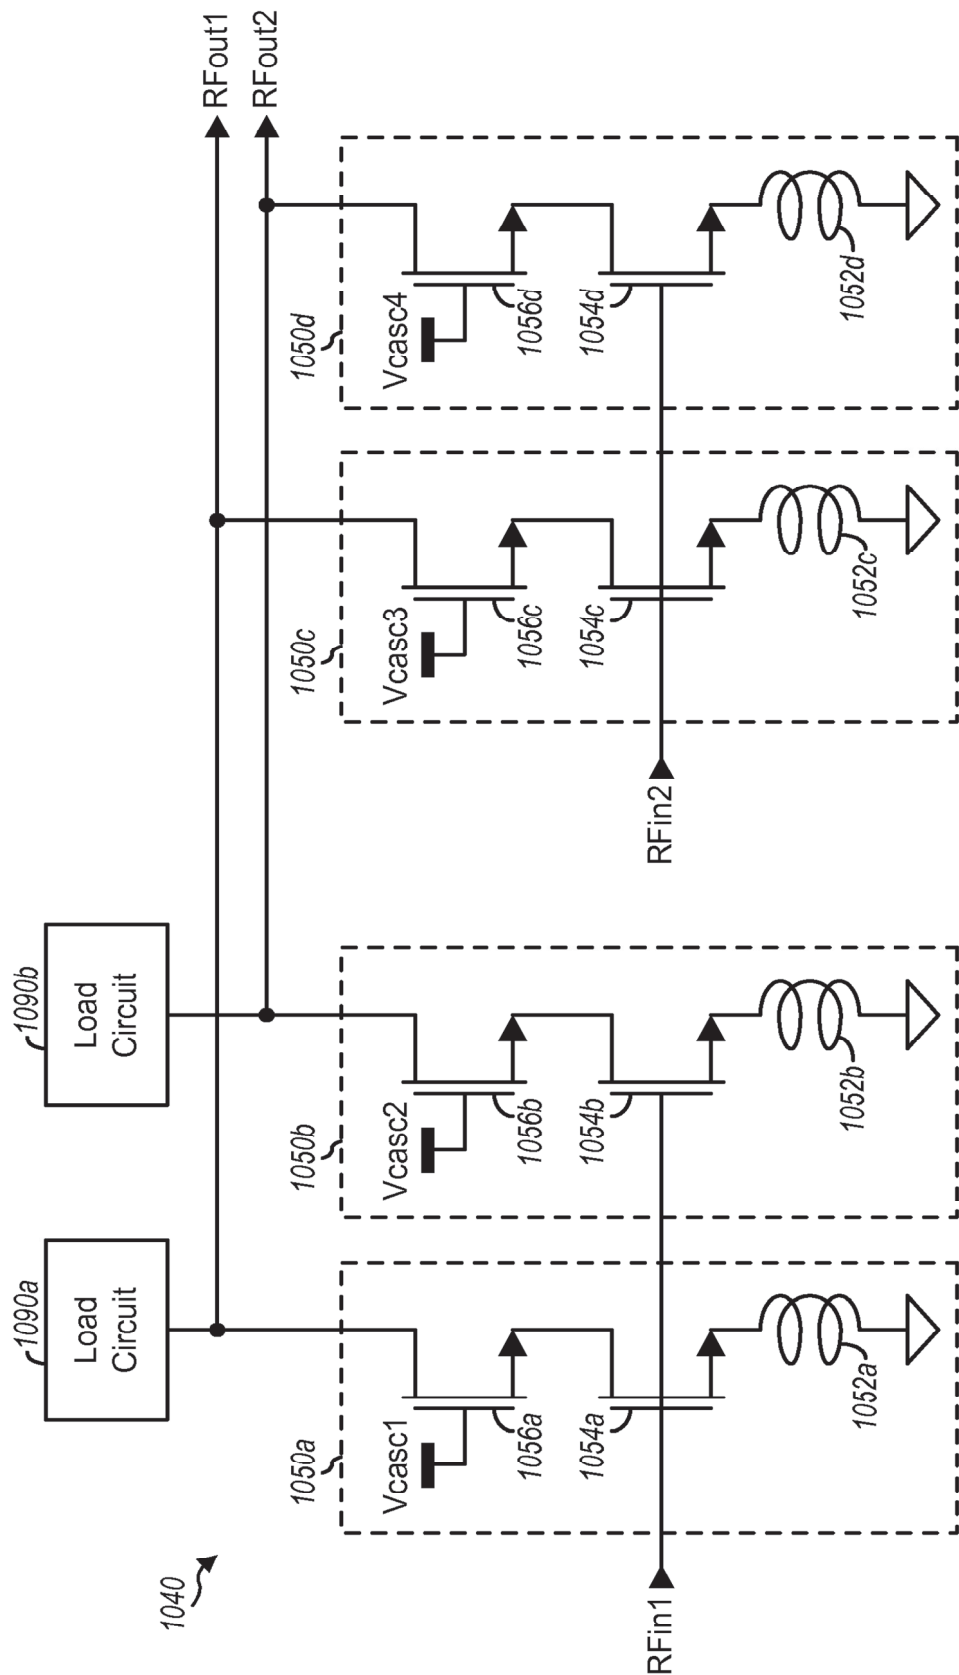 1040
1090a
Load
Circuit
1090b
Load
Circuit
RFout1
RFout2
1050a
Vcasc1
1056a
1054a
1052a
1050b
Vcasc2
1056b
1054b
1052b
1050c
Vcasc3
1056c
1054c
1052c
1050d
Vcasc4
1056d
1054d
1052d
RFin1
RFin2